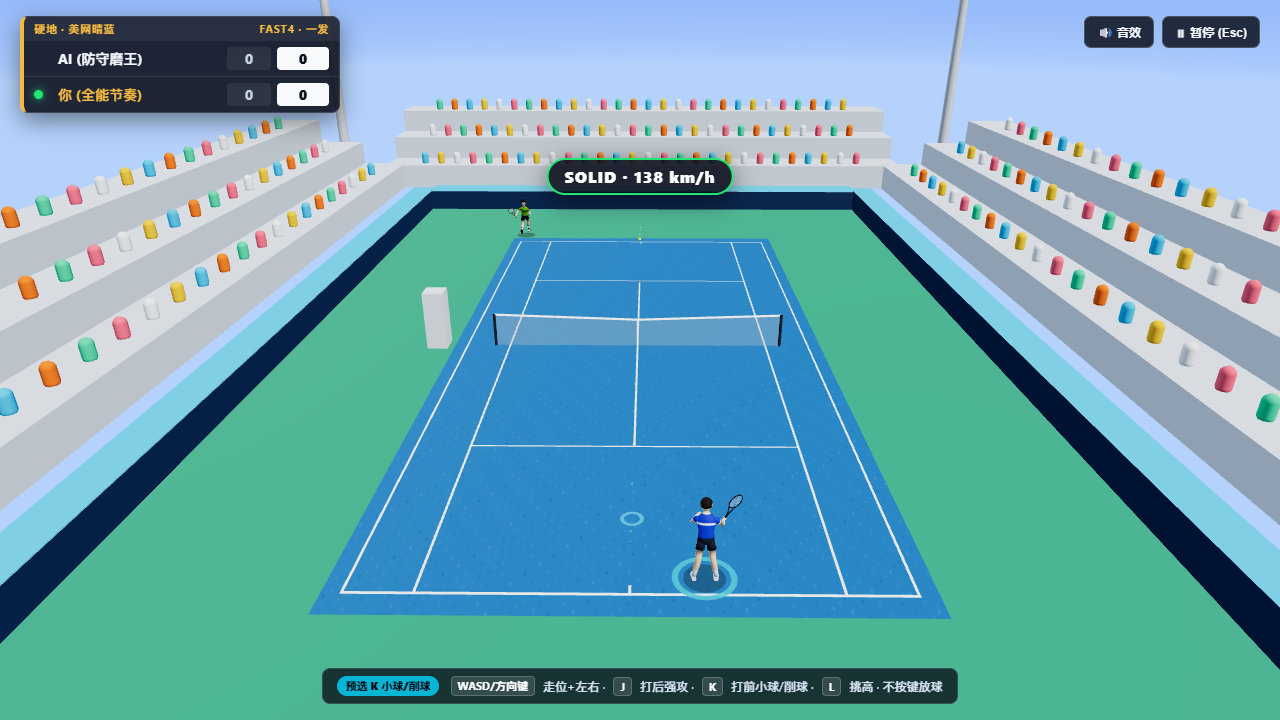 硬地 · 美网晴蓝 FAST4 · 一发
AI (防守磨王) 0 0
你 (全能节奏) 0 0
音效
暂停 (Esc)
SOLID · 138 km/h
预选 K 小球/削球 WASD/方向键 走位+左右 · J 打后强攻 · K 打前小球/削球 · L 挑高 · 不按键放球